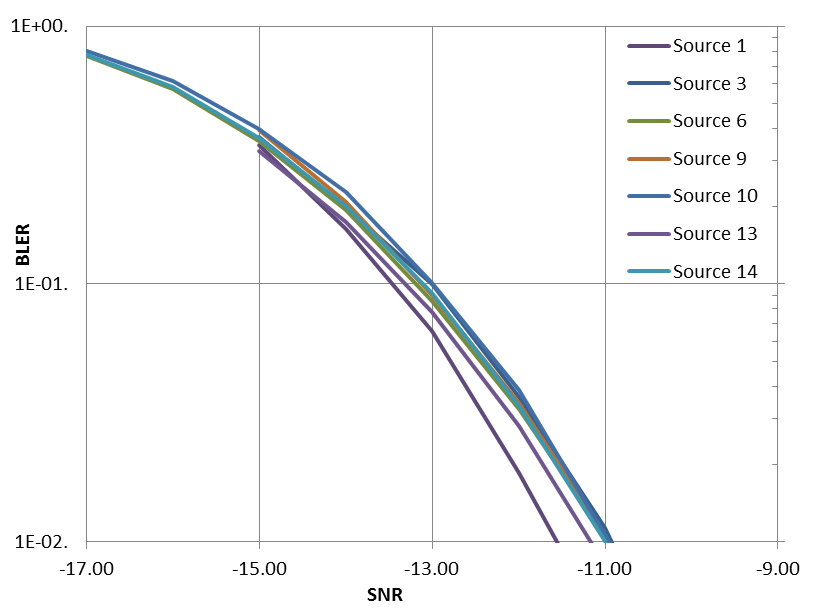 1E+00.
Source 1
Source 3
Source 6
Source 9
Source 10
Source 13
Source 14
BLER
1E-01.
1E-02.
-17.00 -15.00 -13.00 -11.00 -9.00
SNR